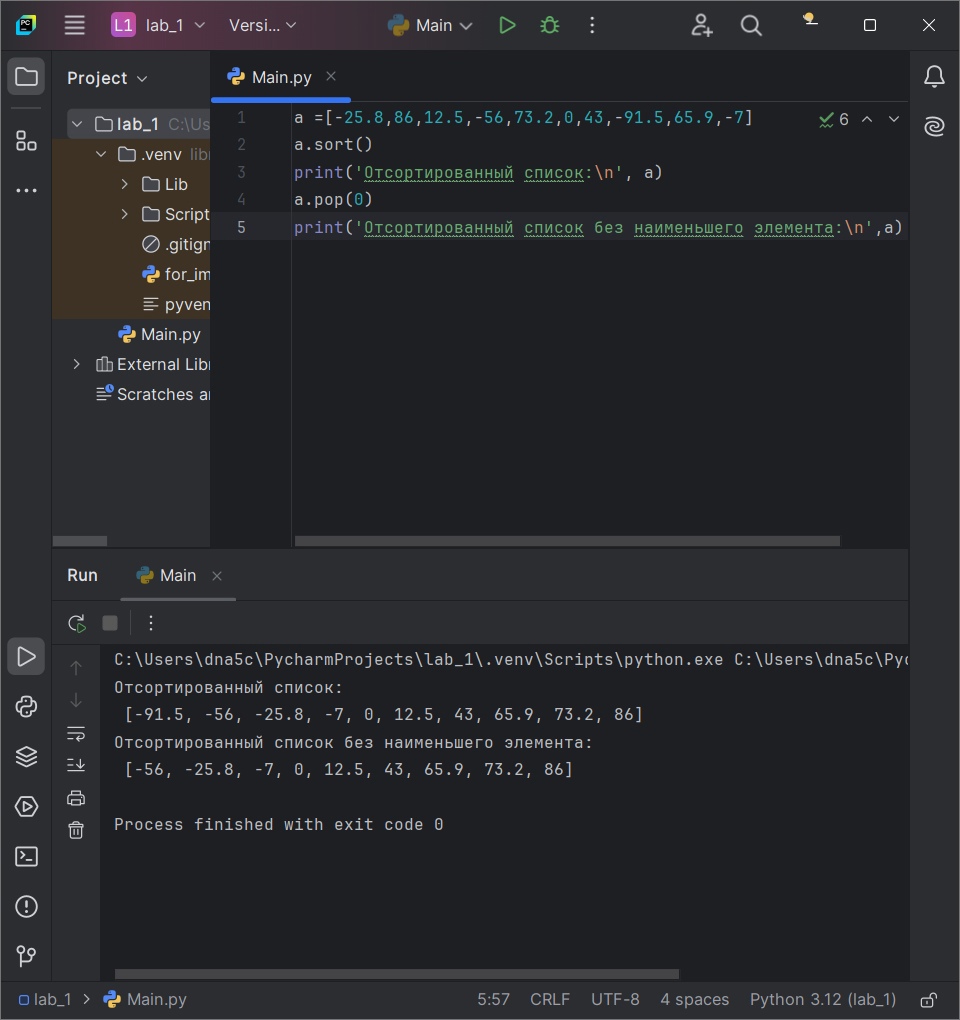 L1 lab_1 Versi... Main
Project
Main.py
lab_1 C:\Us
.venv libr
Lib
Script
.gitign
for_im
pyven
Main.py
External Libr
Scratches a
1 a =[-25.8,86,12.5,-56,73.2,0,43,-91.5,65.9,-7] 6
2 a.sort()
3 print('Отсортированный список:\n', a)
4 a.pop(0)
5 print('Отсортированный список без наименьшего элемента:\n',a)
Run Main
C:\Users\dna5c\PycharmProjects\lab_1\.venv\Scripts\python.exe C:\Users\dna5c\Pyc
Отсортированный список:
[-91.5, -56, -25.8, -7, 0, 12.5, 43, 65.9, 73.2, 86]
Отсортированный список без наименьшего элемента:
[-56, -25.8, -7, 0, 12.5, 43, 65.9, 73.2, 86]
Process finished with exit code 0
lab_1 > Main.py 5:57 CRLF UTF-8 4 spaces Python 3.12 (lab_1)